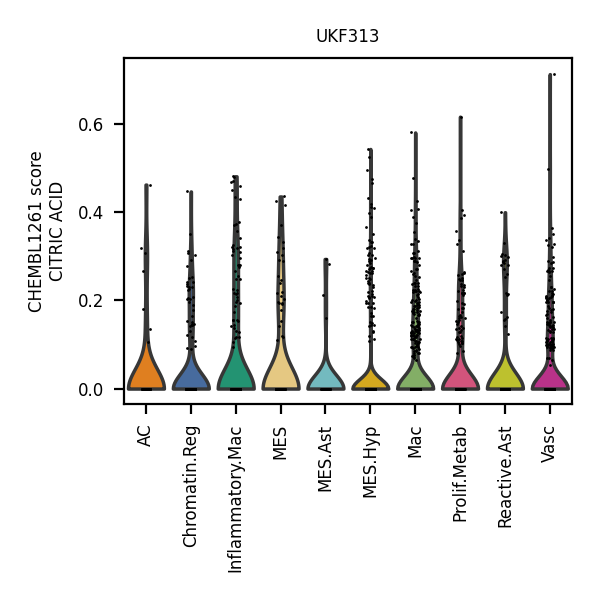 UKF313
CHEMBL1261 score
CITRIC ACID
0.6
0.4
0.2
0.0
AC
Chromatin.Reg
Inflammatory.Mac
MES
MES.Ast
MES.Hyp
Mac
Prolif.Metab
Reactive.Ast
Vasc